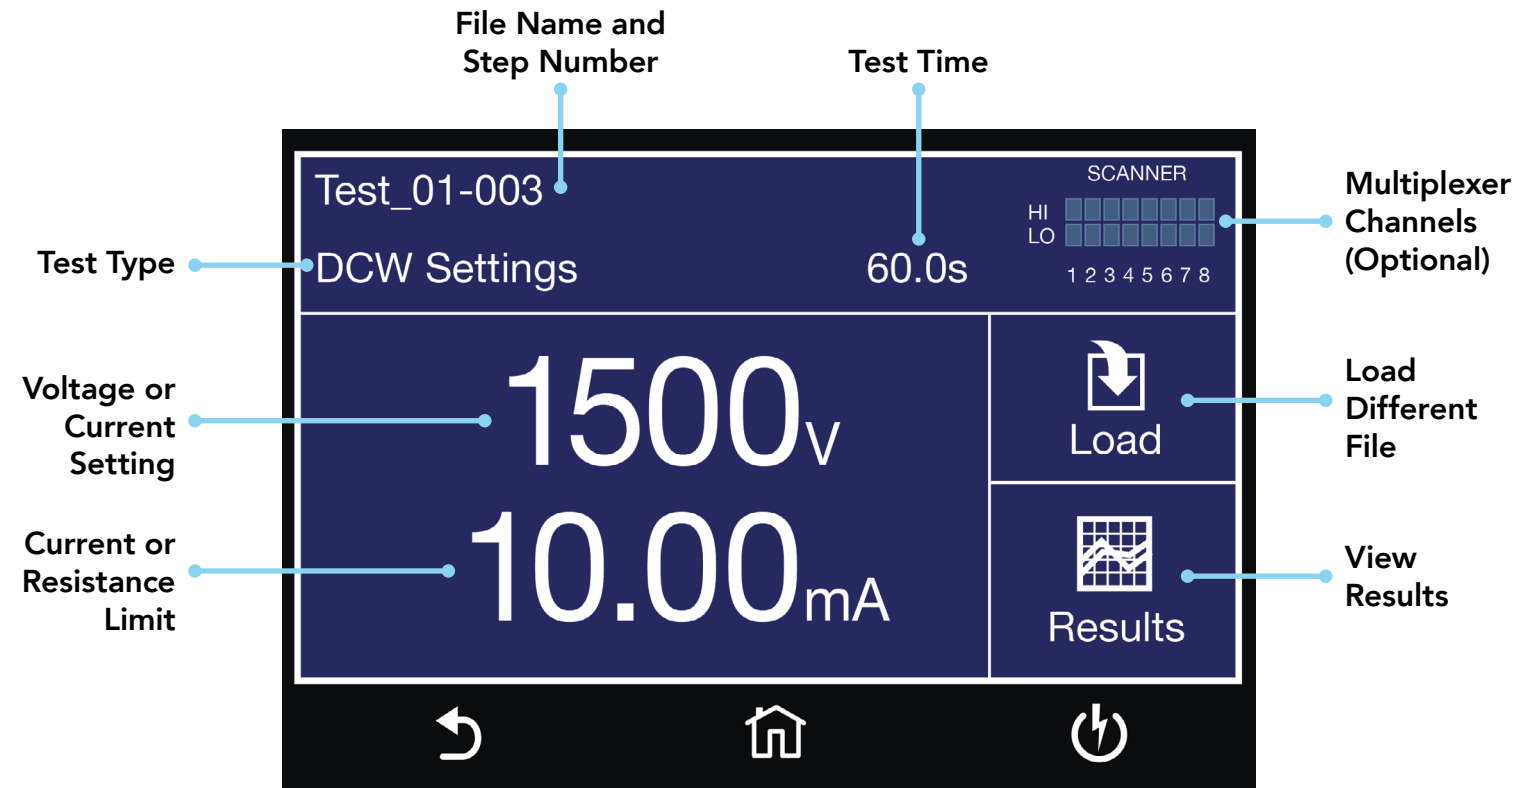 File Name and
Step Number
Test Time
Test_01-003
SCANNER
HI
LO
1 2 3 4 5 6 7 8
Multiplexer
Channels
(Optional)
Test Type
DCW Settings
60.0s
Voltage or
Current
Setting
1500V
Load
Load
Different
File
Current or
Resistance
Limit
10.00mA
Results
View
Results